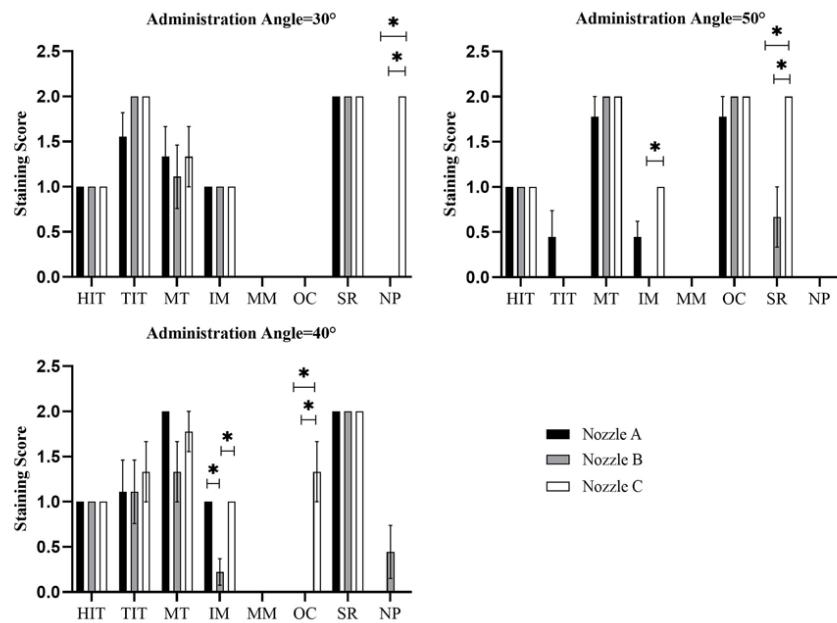 Administration Angle=30°
* 
*
2.5
2.0
1.5
1.0
0.5
0.0
Staining Score
HIT TIT MT IM MM OC SR NP
Administration Angle=50°
*
*
*
2.5
2.0
1.5
1.0
0.5
0.0
Staining Score
HIT TIT MT IM MM OC SR NP
Administration Angle=40°
*
*
*
*
2.5
2.0
1.5
1.0
0.5
0.0
Staining Score
HIT TIT MT IM MM OC SR NP
Nozzle A
Nozzle B
Nozzle C